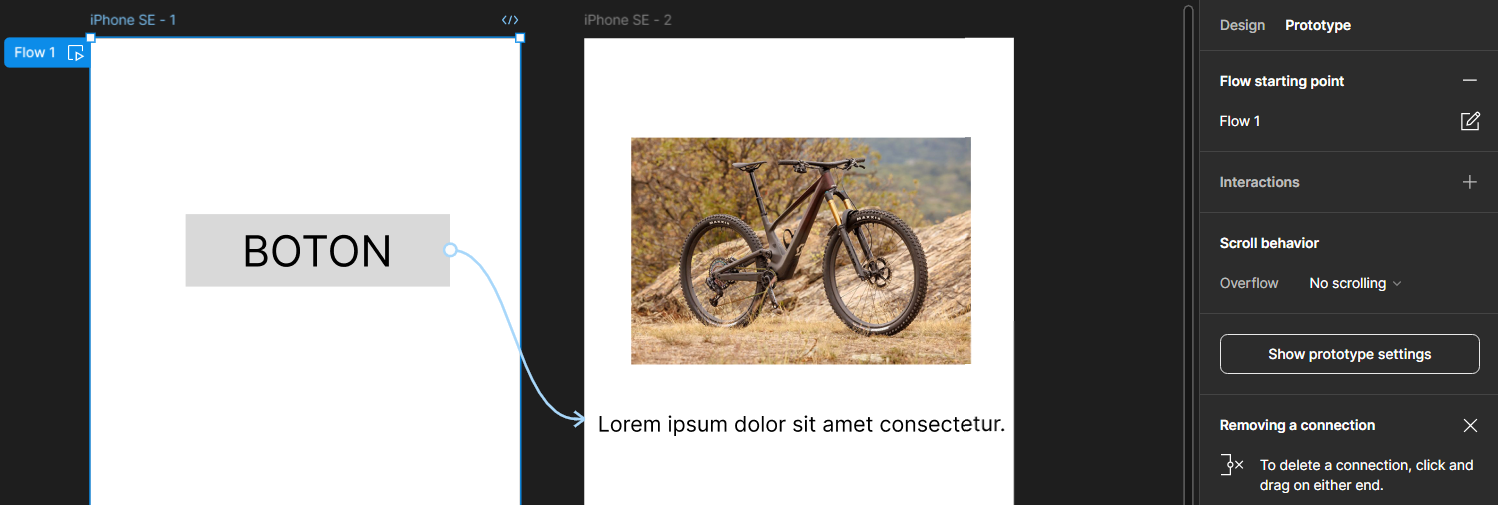 iPhone SE - 1
iPhone SE - 2
Flow 1
BOTON
Lorem ipsum dolor sit amet consectetur.
Design Prototype
Flow starting point
Flow 1
Interactions
Scroll behavior
Overflow No scrolling
Show prototype settings
Removing a connection
To delete a connection, click and
drag on either end.